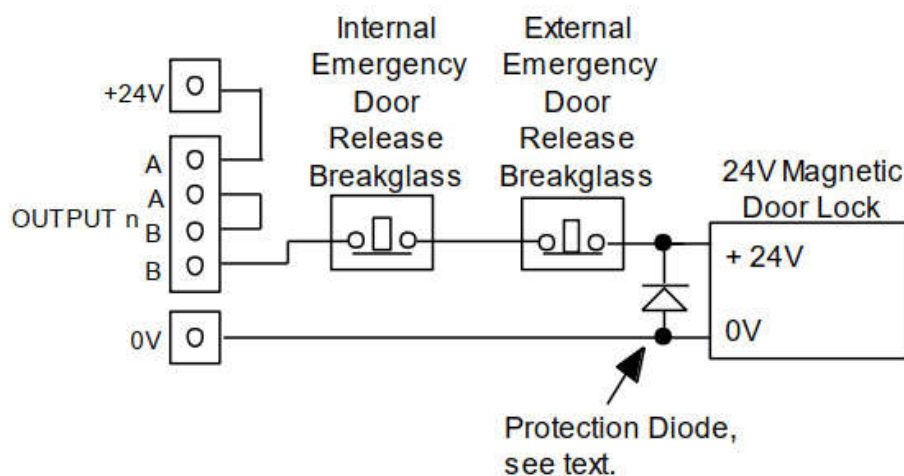 Internal
Emergency
Door
Release
Breakglass
External
Emergency
Door
Release
Breakglass
+24V
A
A
OUTPUT n
B
B
0V
24V Magnetic
Door Lock
+ 24V
0V
Protection Diode,
see text.